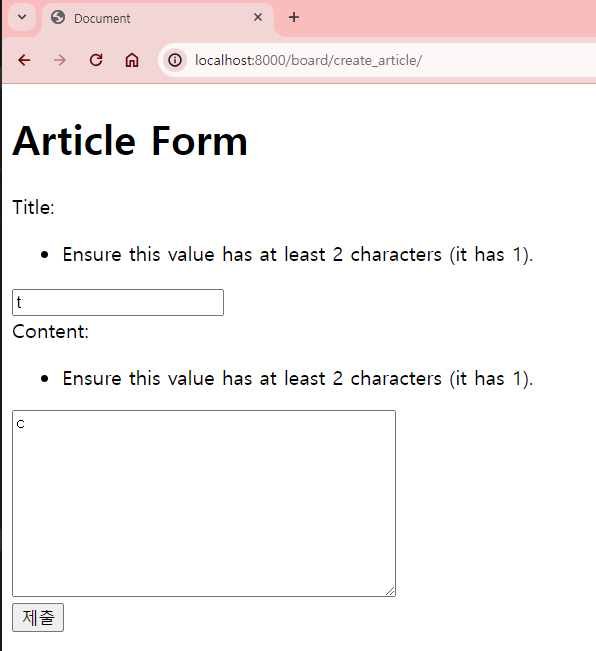 Document
localhost:8000/board/create_article/
Article Form
Title:
Ensure this value has at least 2 characters (it has 1).
t
Content:
Ensure this value has at least 2 characters (it has 1).
c
제출